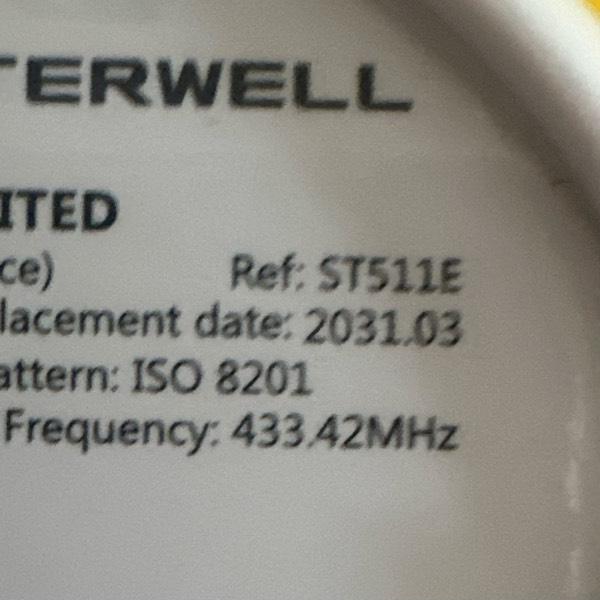 TERWELL
ITED
ce) Ref: ST511E
lacement date: 2031.03
attern: ISO 8201
Frequency: 433.42MHz